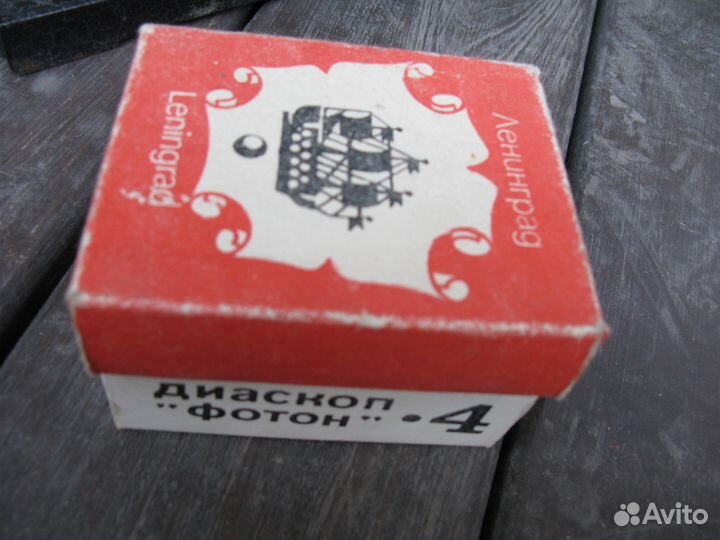 Leningrad
Ленинград
диаскоп
"ФОТОН" • 4
Avito